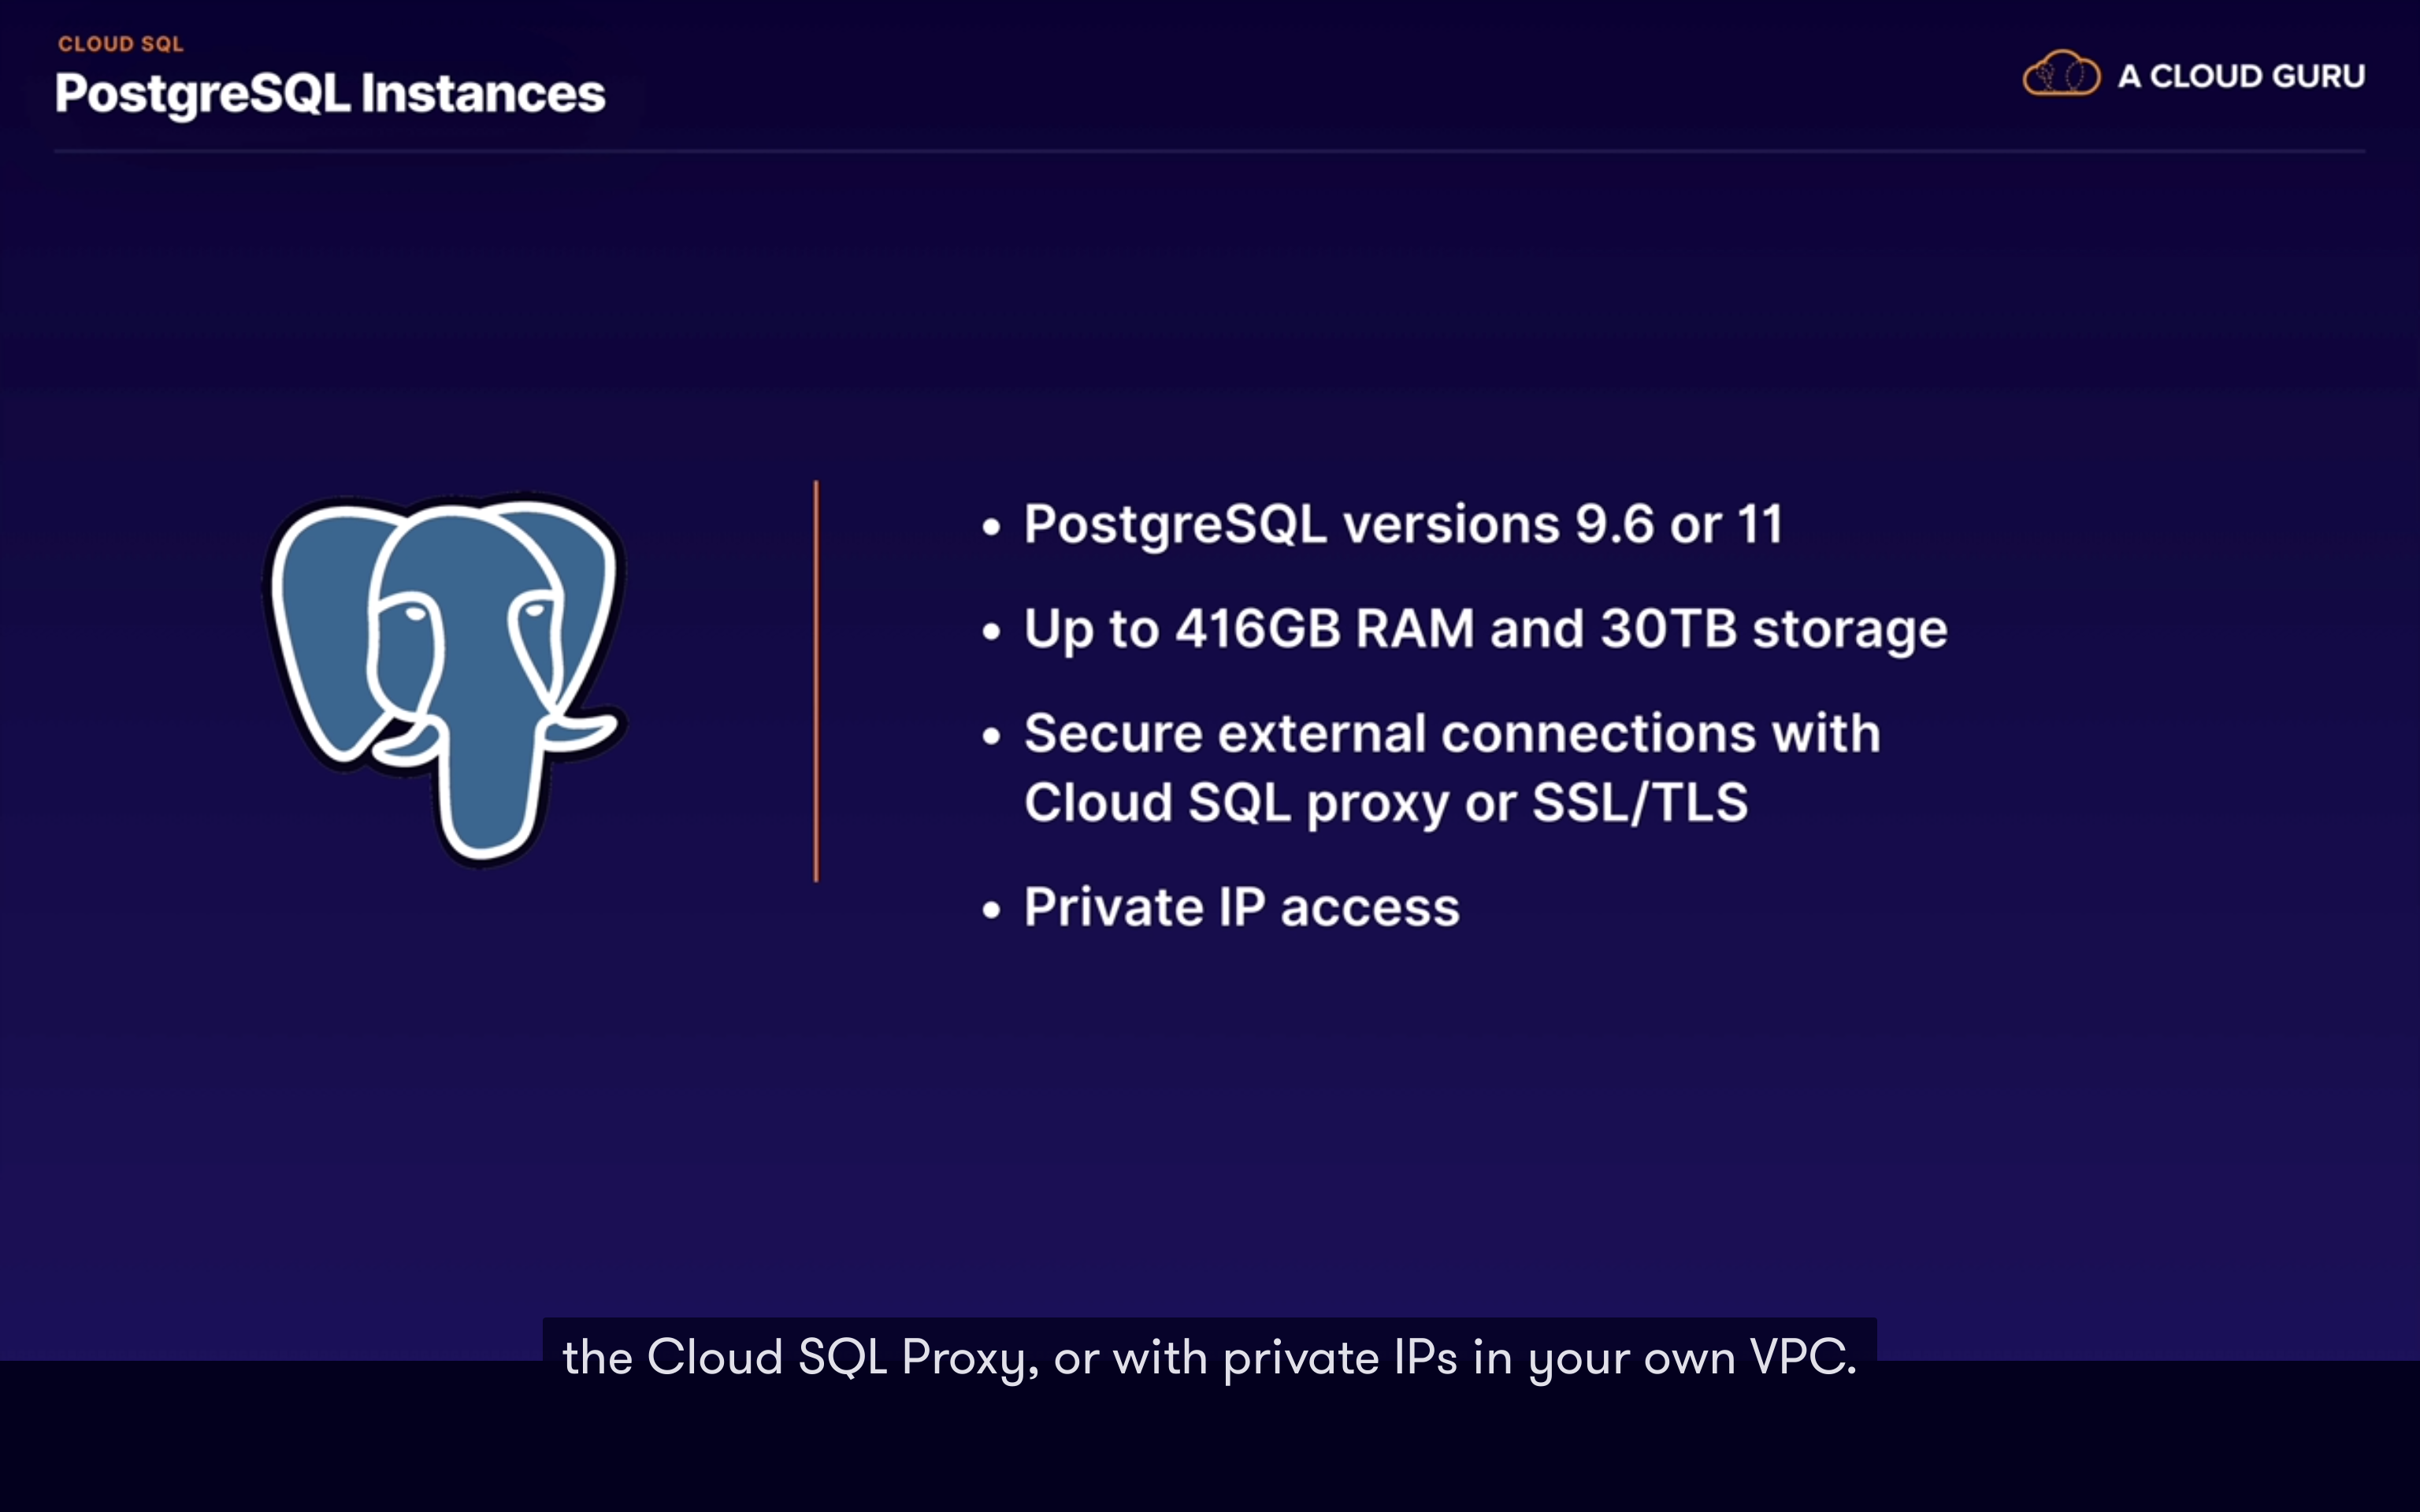 CLOUD SQL
PostgreSQL Instances
A CLOUD GURU
• PostgreSQL versions 9.6 or 11
• Up to 416GB RAM and 30TB storage
• Secure external connections with
Cloud SQL proxy or SSL/TLS
• Private IP access
the Cloud SQL Proxy, or with private IPs in your own VPC.